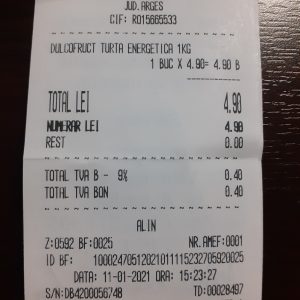 JUD.ARGES
CIF: RO15665533
DULCOFRUCT TURTA ENERGETICA 1KG
1 BUC X 4.90= 4.90 B
TOTAL LEI 4.90
NUMERAR LEI 4.90
REST 0.00
TOTAL TVA B - 9% 0.40
TOTAL TVA BON 0.40
ALIN
Z:0592 BF:0025 NR.AMEF:0001
ID BF: 10002470512021011115232705920025
DATA: 11-01-2021 ORA: 15:23:27
S/N:DB4200056748 TD:00028497